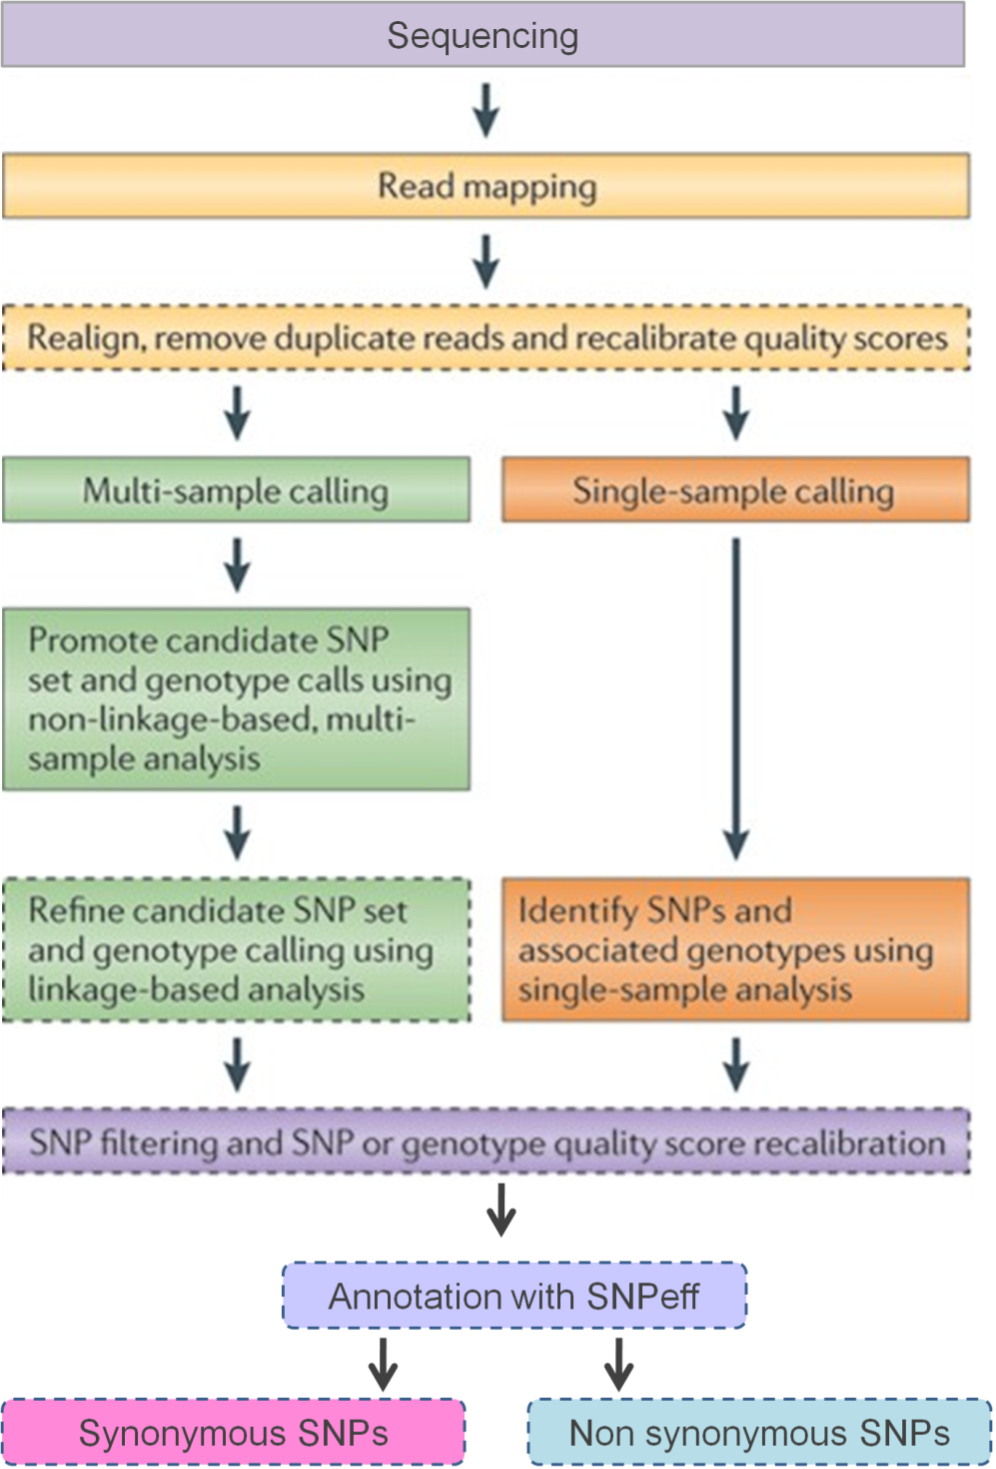 Sequencing
Read mapping
Realign, remove duplicate reads and recalibrate quality scores
Multi-sample calling
Single-sample calling
Promote candidate SNP
set and genotype calls using
non-linkage-based, multi-
sample analysis
Refine candidate SNP set
and genotype calling using
linkage-based analysis
Identify SNPs and
associated genotypes using
single-sample analysis
SNP filtering and SNP or genotype quality score recalibration
Annotation with SNPeff
Synonymous SNPs
Non synonymous SNPs